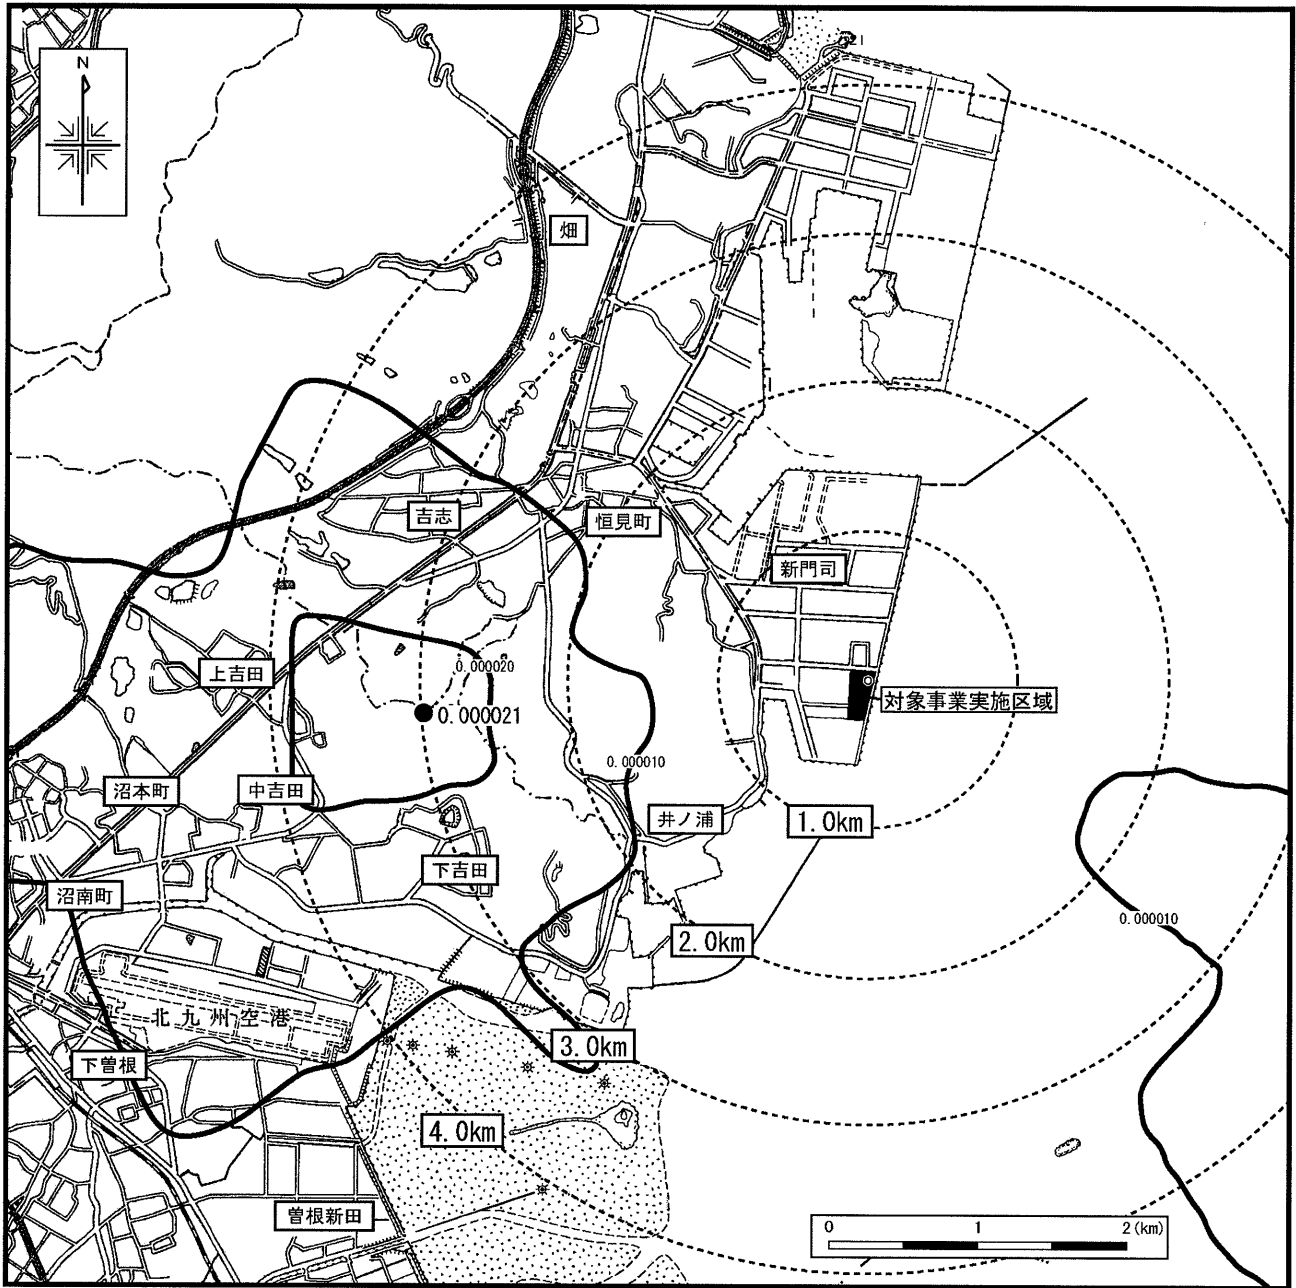 N
畑
吉志
恒見町
新門司
0.000020
上吉田
対象事業実施区域
0.000021
0.000010
沼本町
中吉田
井ノ浦
1.0km
下吉田
沼南町
0.000010
2.0km
北九州空港
3.0km
下曽根
4.0km
曽根新田
0 1 2(km)